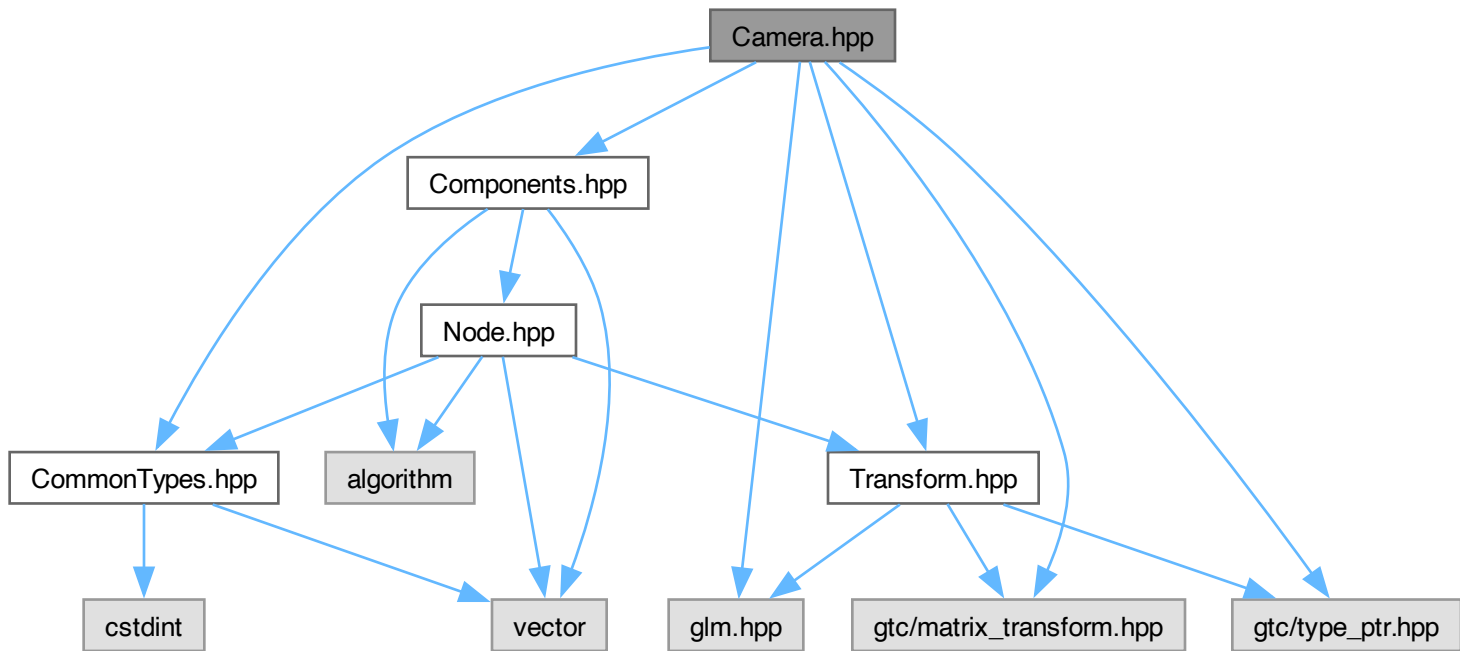 Camera.hpp
Components.hpp
Node.hpp
CommonTypes.hpp
algorithm
Transform.hpp
cstdint
vector
glm.hpp
gtc/matrix_transform.hpp
gtc/type_ptr.hpp